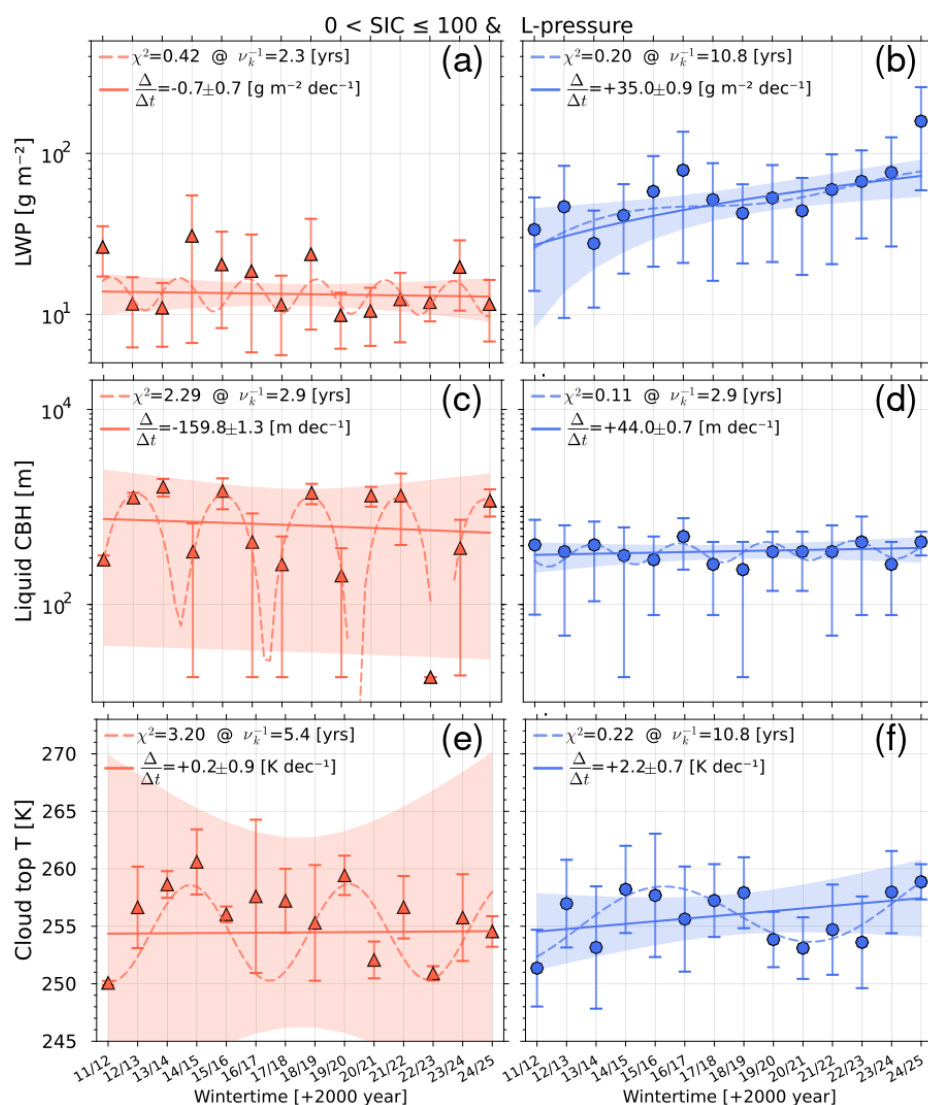 0 < SIC ≤ 100 & L-pressure
χ²=0.42 @ ν_k⁻¹=2.3 [yrs]
Δ/Δt=-0.7±0.7 [g m⁻² dec⁻¹]
(a)
χ²=0.20 @ ν_k⁻¹=10.8 [yrs]
Δ/Δt=+35.0±0.9 [g m⁻² dec⁻¹]
(b)
LWP [g m⁻²]
10²
10¹
χ²=2.29 @ ν_k⁻¹=2.9 [yrs]
Δ/Δt=-159.8±1.3 [m dec⁻¹]
(c)
χ²=0.11 @ ν_k⁻¹=2.9 [yrs]
Δ/Δt=+44.0±0.7 [m dec⁻¹]
(d)
Liquid CBH [m]
10⁴
10²
χ²=3.20 @ ν_k⁻¹=5.4 [yrs]
Δ/Δt=+0.2±0.9 [K dec⁻¹]
(e)
χ²=0.22 @ ν_k⁻¹=10.8 [yrs]
Δ/Δt=+2.2±0.7 [K dec⁻¹]
(f)
Cloud top T [K]
270
265
260
255
250
245
11/12 12/13 13/14 14/15 15/16 16/17 17/18 18/19 19/20 20/21 21/22 22/23 23/24 24/25
11/12 12/13 13/14 14/15 15/16 16/17 17/18 18/19 19/20 20/21 21/22 22/23 23/24 24/25
Wintertime [+2000 year]
Wintertime [+2000 year]